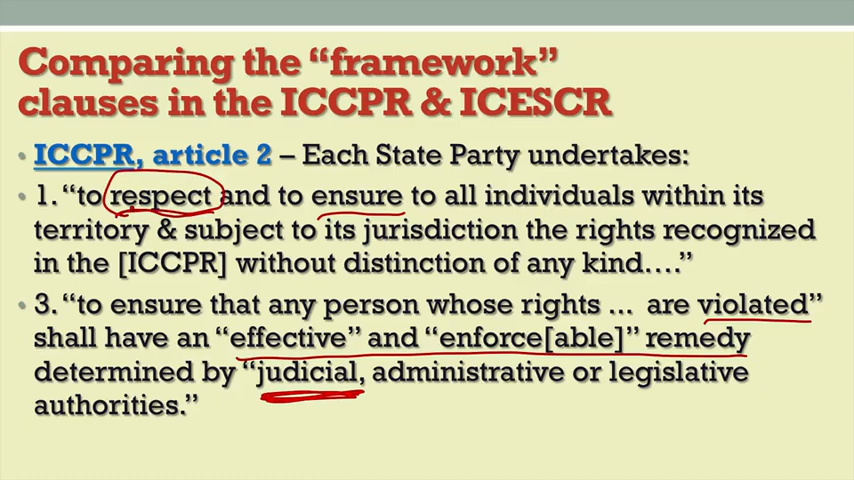 Comparing the “framework”
clauses in the ICCPR & ICESCR
• ICCPR, article 2 – Each State Party undertakes:
• 1. “to respect and to ensure to all individuals within its
territory & subject to its jurisdiction the rights recognized
in the [ICCPR] without distinction of any kind….”
• 3. “to ensure that any person whose rights … are violated”
shall have an “effective” and “enforce[able]” remedy
determined by “judicial, administrative or legislative
authorities.”